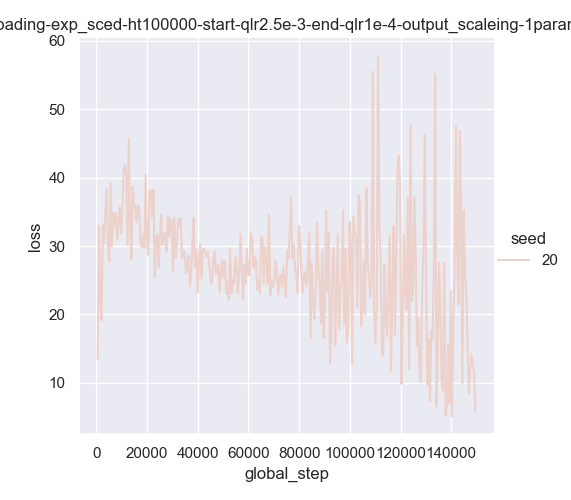 oading-exp_sced-ht100000-start-qlr2.5e-3-end-qlr1e-4-output_scaleing-1param
60
50
40
30
20
10
loss
0 20000 40000 60000 80000 100000 120000 140000
global_step
seed
20